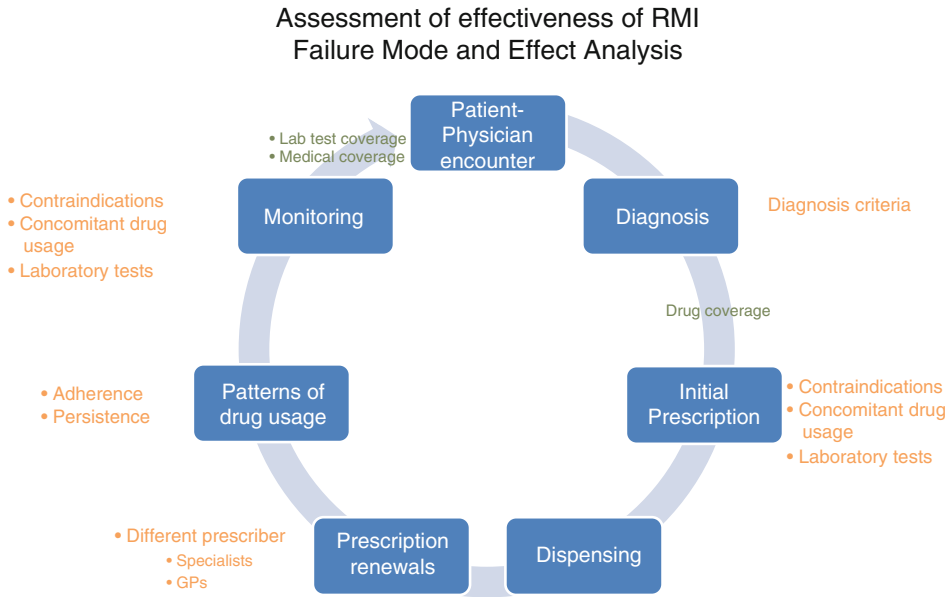 Assessment of effectiveness of RMI
Failure Mode and Effect Analysis
Patient-
Physician
encounter
• Lab test coverage
• Medical coverage
Diagnosis
Diagnosis criteria
Drug coverage
Initial
Prescription
• Contraindications
• Concomitant drug
usage
• Laboratory tests
Dispensing
Prescription
renewals
• Different prescriber
• Specialists
• GPs
Patterns of
drug usage
• Adherence
• Persistence
Monitoring
• Contraindications
• Concomitant drug
usage
• Laboratory tests